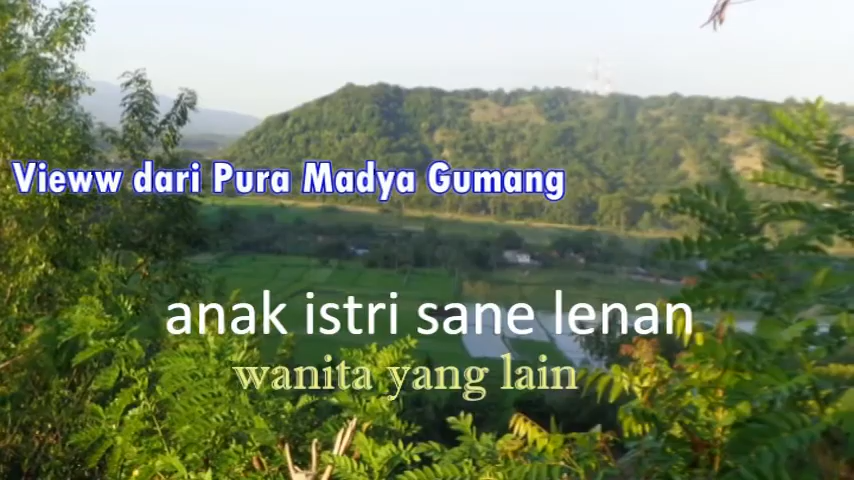 Vieww dari Pura Madya Gumang
anak istri sane lenan
wanita yang lain